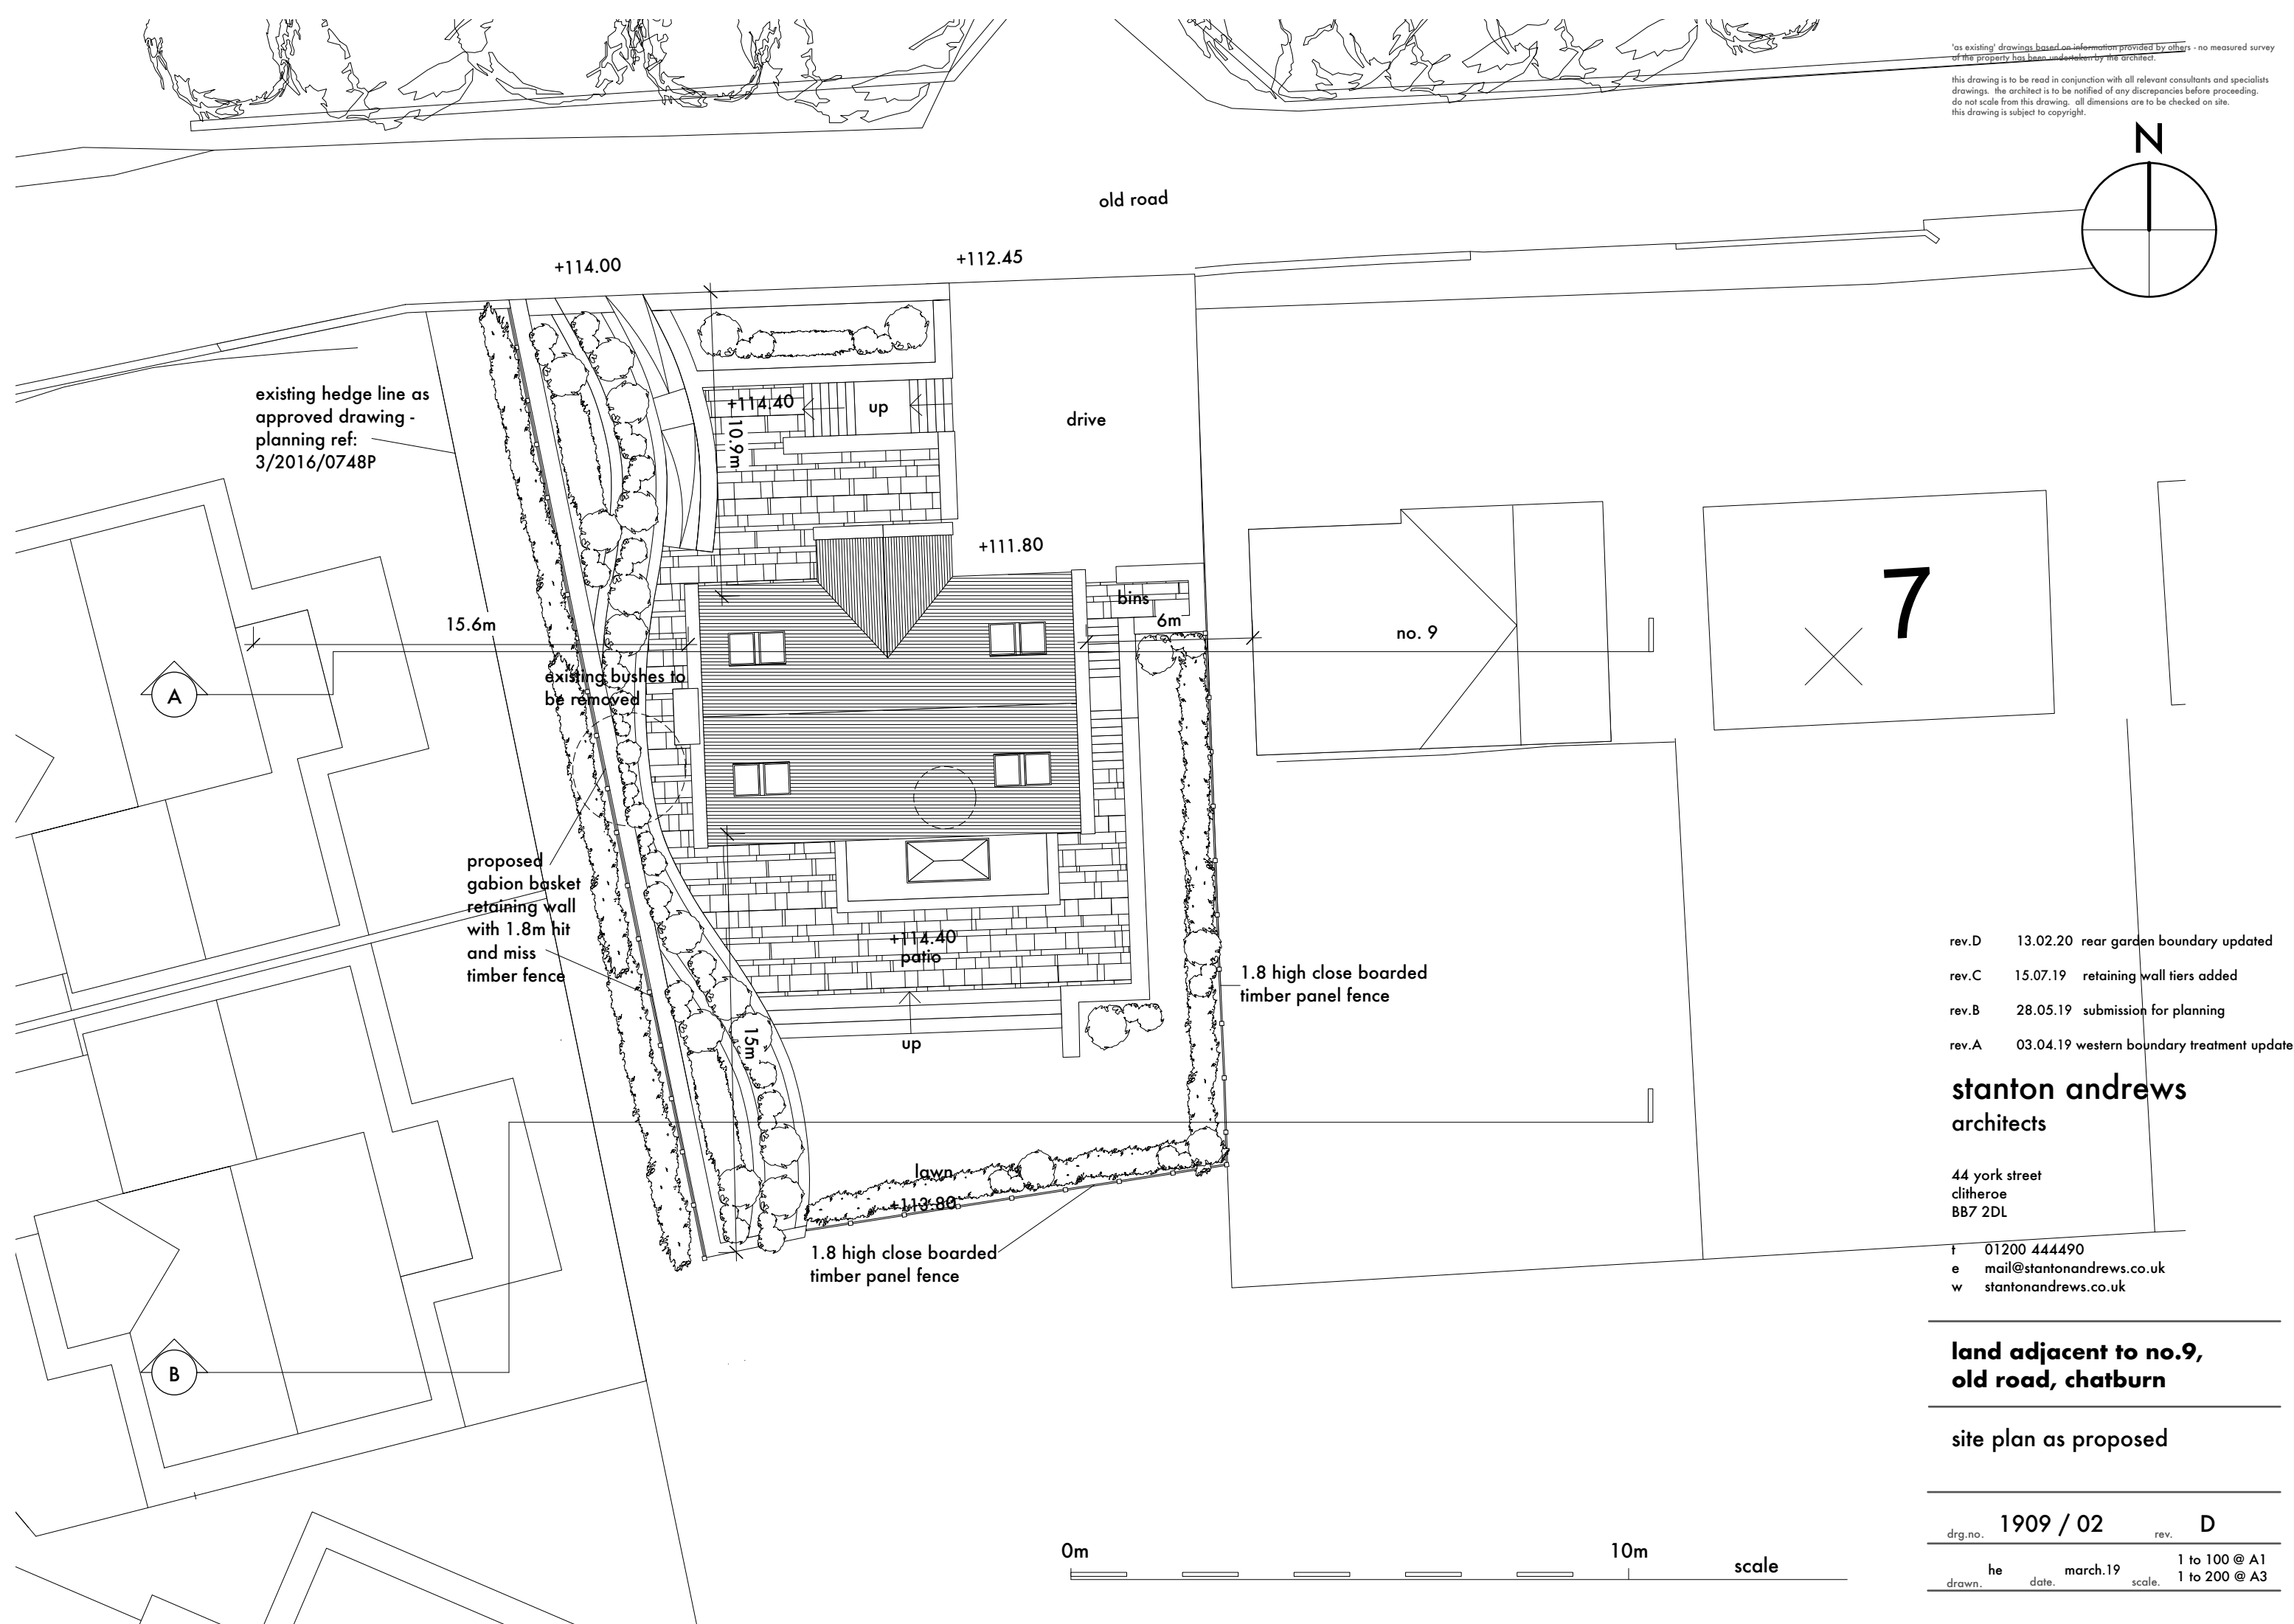 'as existing' drawings based on information provided by others - no measured survey
of the property has been undertaken by the architect.
this drawing is to be read in conjunction with all relevant consultants and specialists
drawings. the architect is to be notified of any discrepancies before proceeding.
do not scale from this drawing. all dimensions are to be checked on site.
this drawing is subject to copyright.
N
old road
+114.00
+112.45
existing hedge line as
approved drawing -
planning ref:
3/2016/0748P
+114.40
up
10.9m
drive
+111.80
bins
6m
15.6m
no. 9
7
A
existing bushes to
be removed
proposed
gabion basket
retaining wall
with 1.8m hit
and miss
timber fence
+114.40
patio
1.8 high close boarded
timber panel fence
up
15m
lawn
+113.80
1.8 high close boarded
timber panel fence
B
0m
10m
scale
rev.D 13.02.20 rear garden boundary updated
rev.C 15.07.19 retaining wall tiers added
rev.B 28.05.19 submission for planning
rev.A 03.04.19 western boundary treatment update
stanton andrews
architects
44 york street
clitheroe
BB7 2DL
t 01200 444490
e mail@stantonandrews.co.uk
w stantonandrews.co.uk
land adjacent to no.9,
old road, chatburn
site plan as proposed
drg.no. 1909 / 02 rev. D
drawn. he date. march.19 scale. 1 to 100 @ A1
1 to 200 @ A3